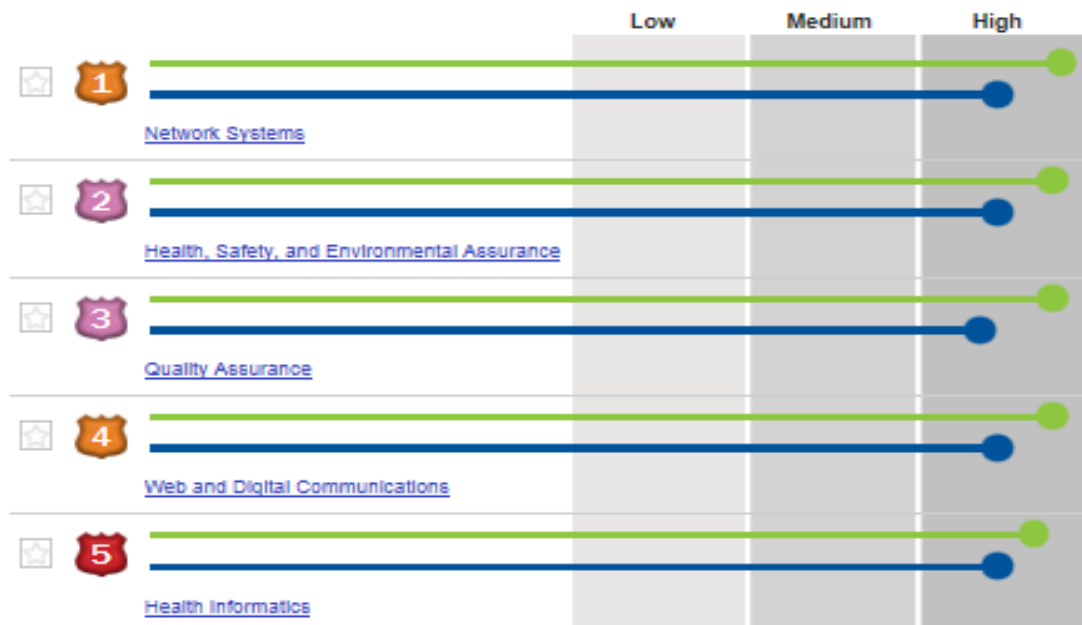 Low Medium High
1
Network Systems
2
Health, Safety, and Environmental Assurance
3
Quality Assurance
4
Web and Digital Communications
5
Health Informatics